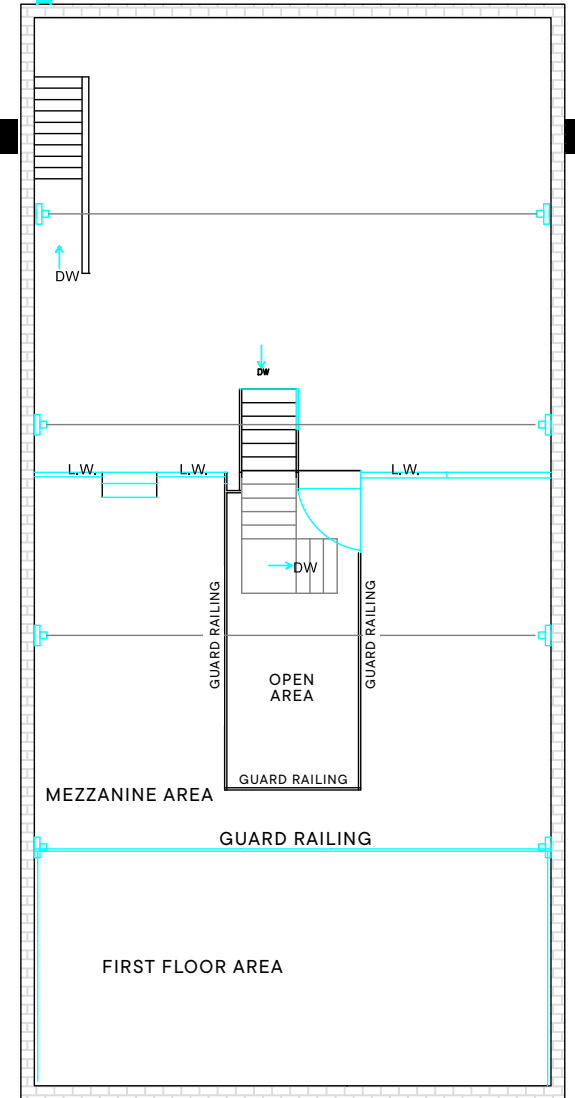 DW
DW
L.W.
L.W.
L.W.
DW
GUARD RAILING
GUARD RAILING
OPEN
AREA
GUARD RAILING
MEZZANINE AREA
GUARD RAILING
FIRST FLOOR AREA